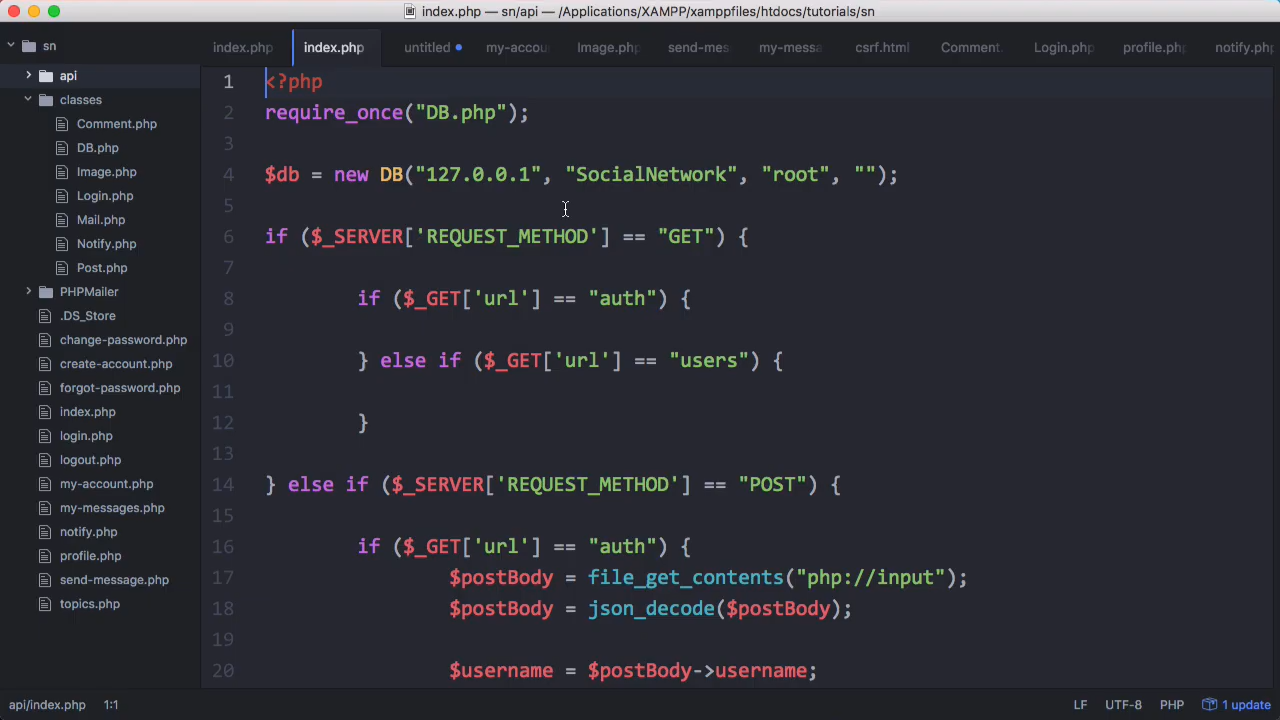 index.php — sn/api — /Applications/XAMPP/xamppfiles/htdocs/tutorials/sn
sn
api
classes
Comment.php
DB.php
Image.php
Login.php
Mail.php
Notify.php
Post.php
PHPMailer
.DS_Store
change-password.php
create-account.php
forgot-password.php
index.php
login.php
logout.php
my-account.php
my-messages.php
notify.php
profile.php
send-message.php
topics.php
index.php index.php untitled my-accou Image.php send-mes my-messa csrf.html Comment. Login.php profile.php notify.php
1 <?php
2 require_once("DB.php");
3
4 $db = new DB("127.0.0.1", "SocialNetwork", "root", "");
5
6 if ($_SERVER['REQUEST_METHOD'] == "GET") {
7
8 if ($_GET['url'] == "auth") {
9
10 } else if ($_GET['url'] == "users") {
11
12 }
13
14 } else if ($_SERVER['REQUEST_METHOD'] == "POST") {
15
16 if ($_GET['url'] == "auth") {
17 $postBody = file_get_contents("php://input");
18 $postBody = json_decode($postBody);
19
20 $username = $postBody->username;
api/index.php 1:1 LF UTF-8 PHP 1 update